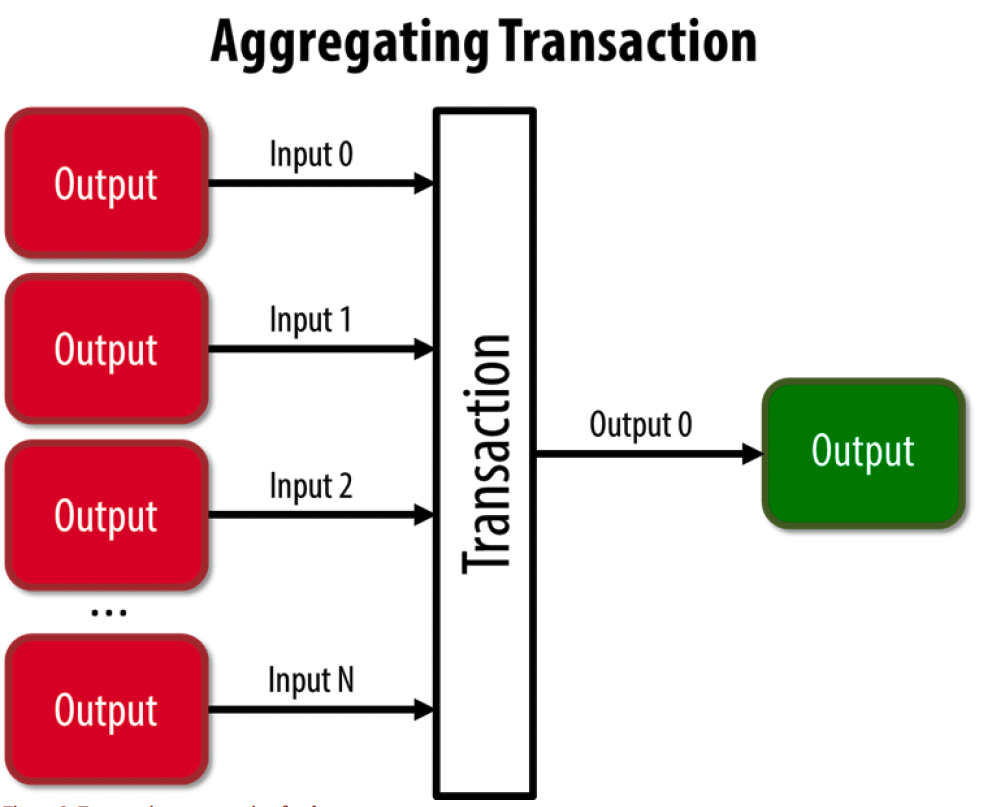 Aggregating Transaction
Output
Input 0
Output
Input 1
Output
Input 2
...
Output
Input N
Transaction
Output 0
Output